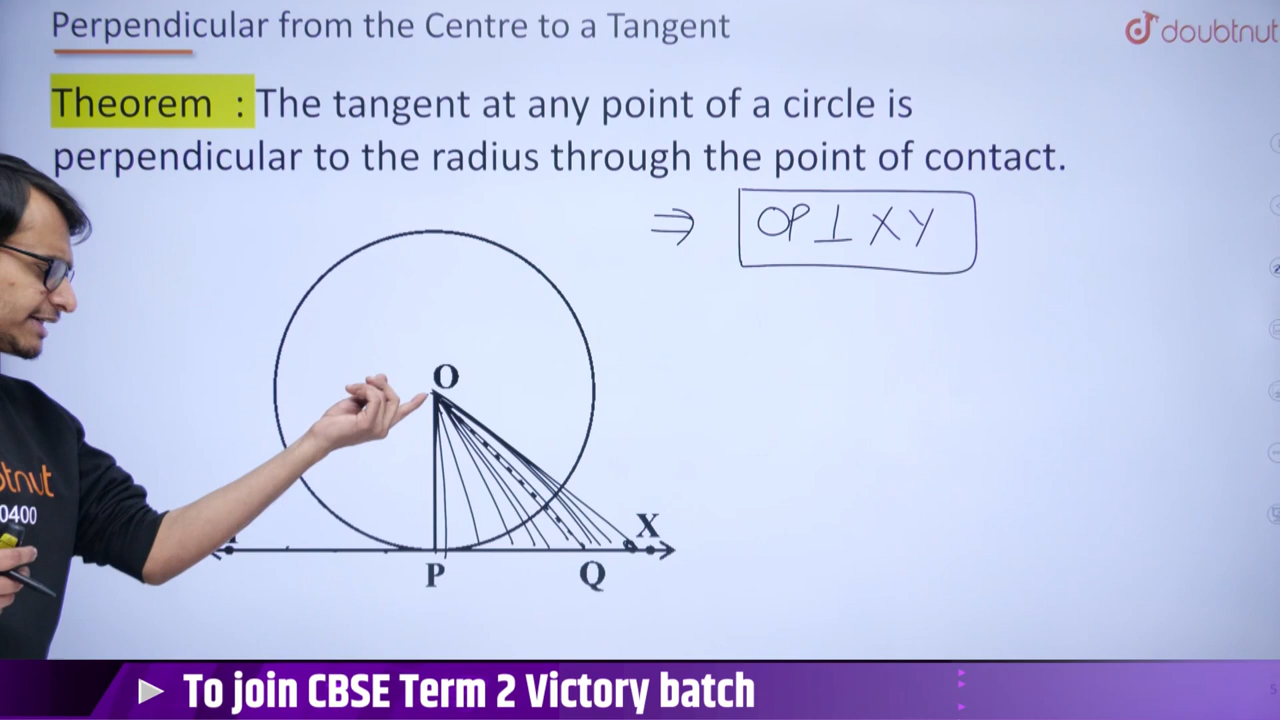 Perpendicular from the Centre to a Tangent
doubtnut
Theorem : The tangent at any point of a circle is
perpendicular to the radius through the point of contact.
⇒ OP ⊥ XY
O
X
P
Q
0400
▶ To join CBSE Term 2 Victory batch